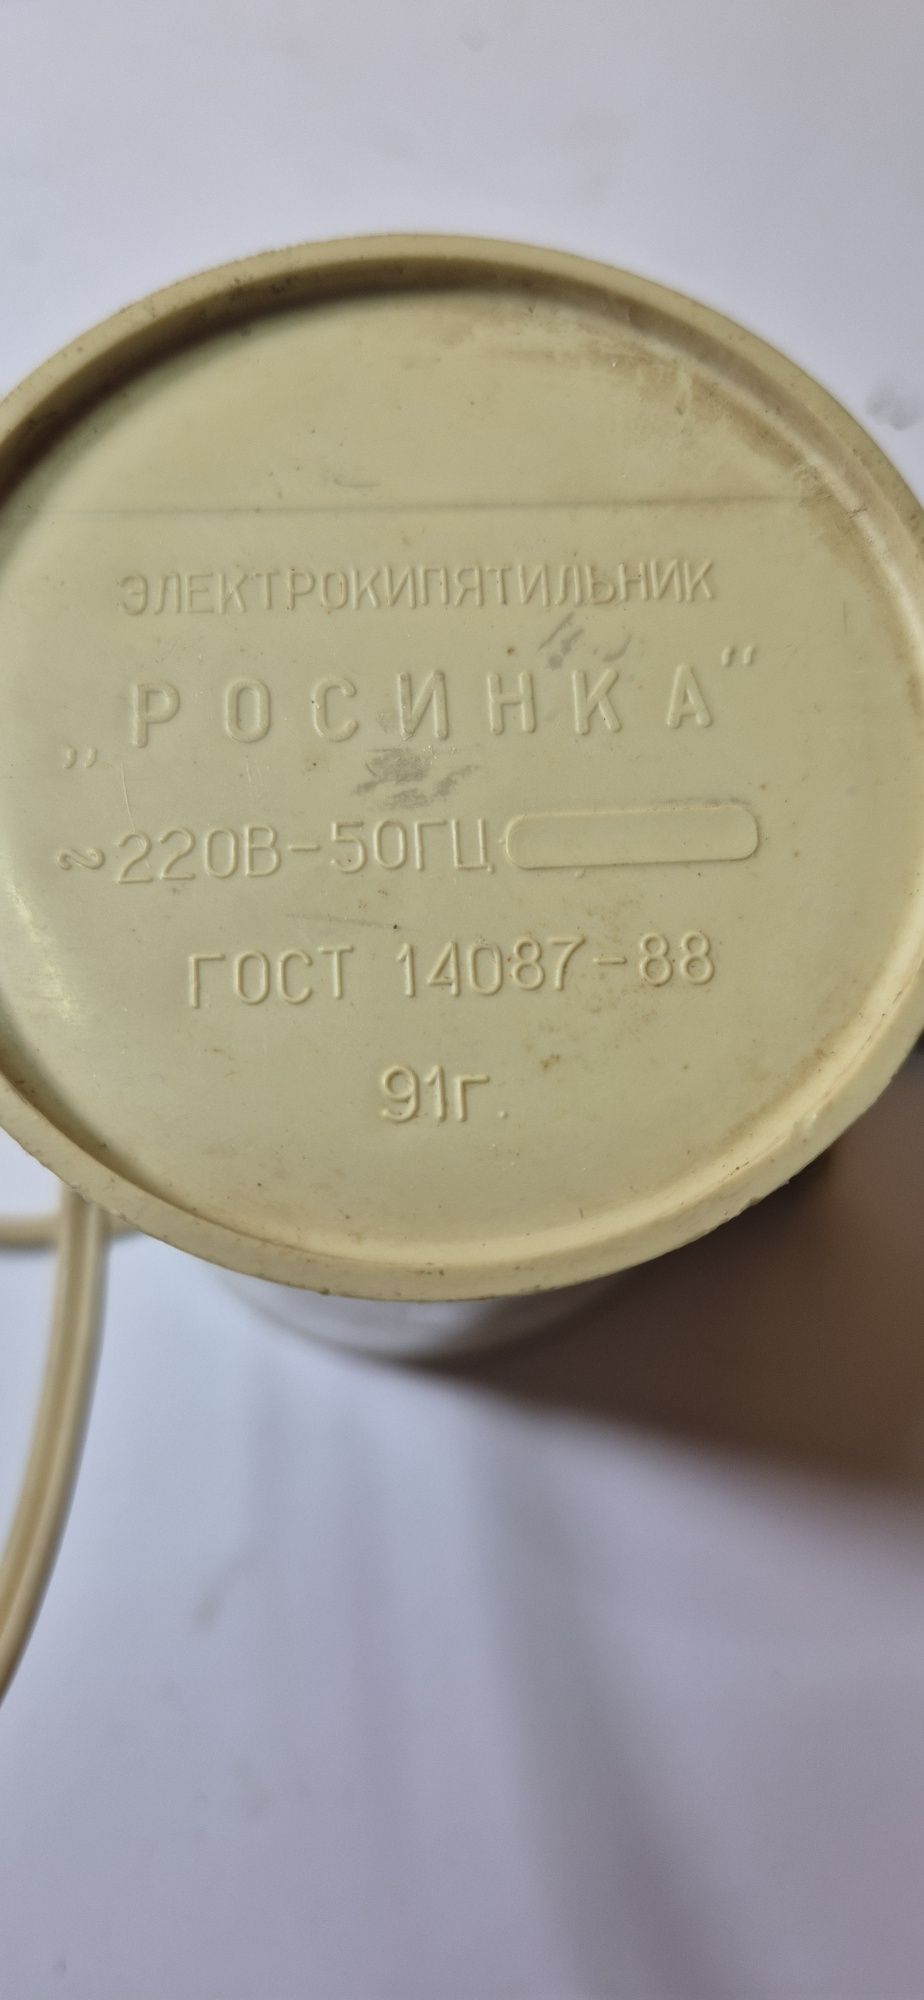 ЭЛЕКТРОКИПЯТИЛЬНИК
„РОСИНКА“
~220В-50ГЦ
ГОСТ 14087-88
91г.